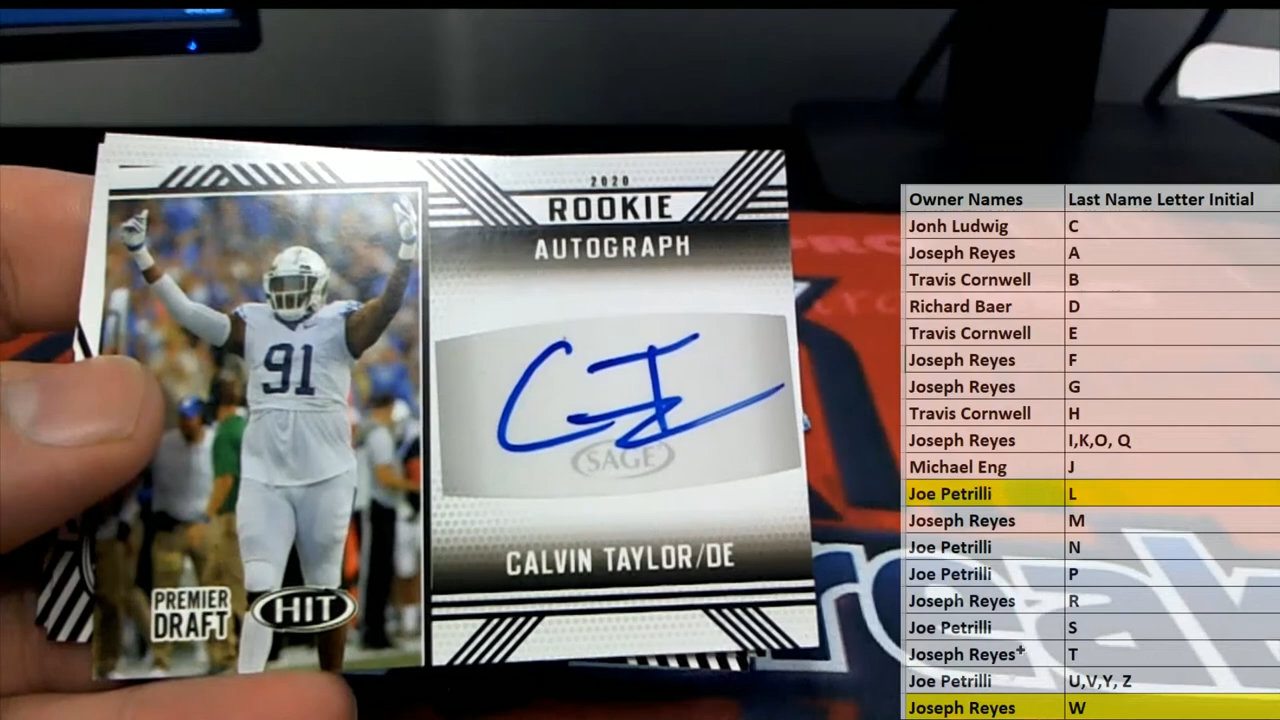 2020
ROOKIE
AUTOGRAPH
91
SAGE
CALVIN TAYLOR/DE
PREMIER
DRAFT
HIT
Owner Names Last Name Letter Initial
Jonh Ludwig C
Joseph Reyes A
Travis Cornwell B
Richard Baer D
Travis Cornwell E
Joseph Reyes F
Joseph Reyes G
Travis Cornwell H
Joseph Reyes I,K,O, Q
Michael Eng J
Joe Petrilli L
Joseph Reyes M
Joe Petrilli N
Joe Petrilli P
Joseph Reyes R
Joe Petrilli S
Joseph Reyes T
Joe Petrilli U,V,Y, Z
Joseph Reyes W